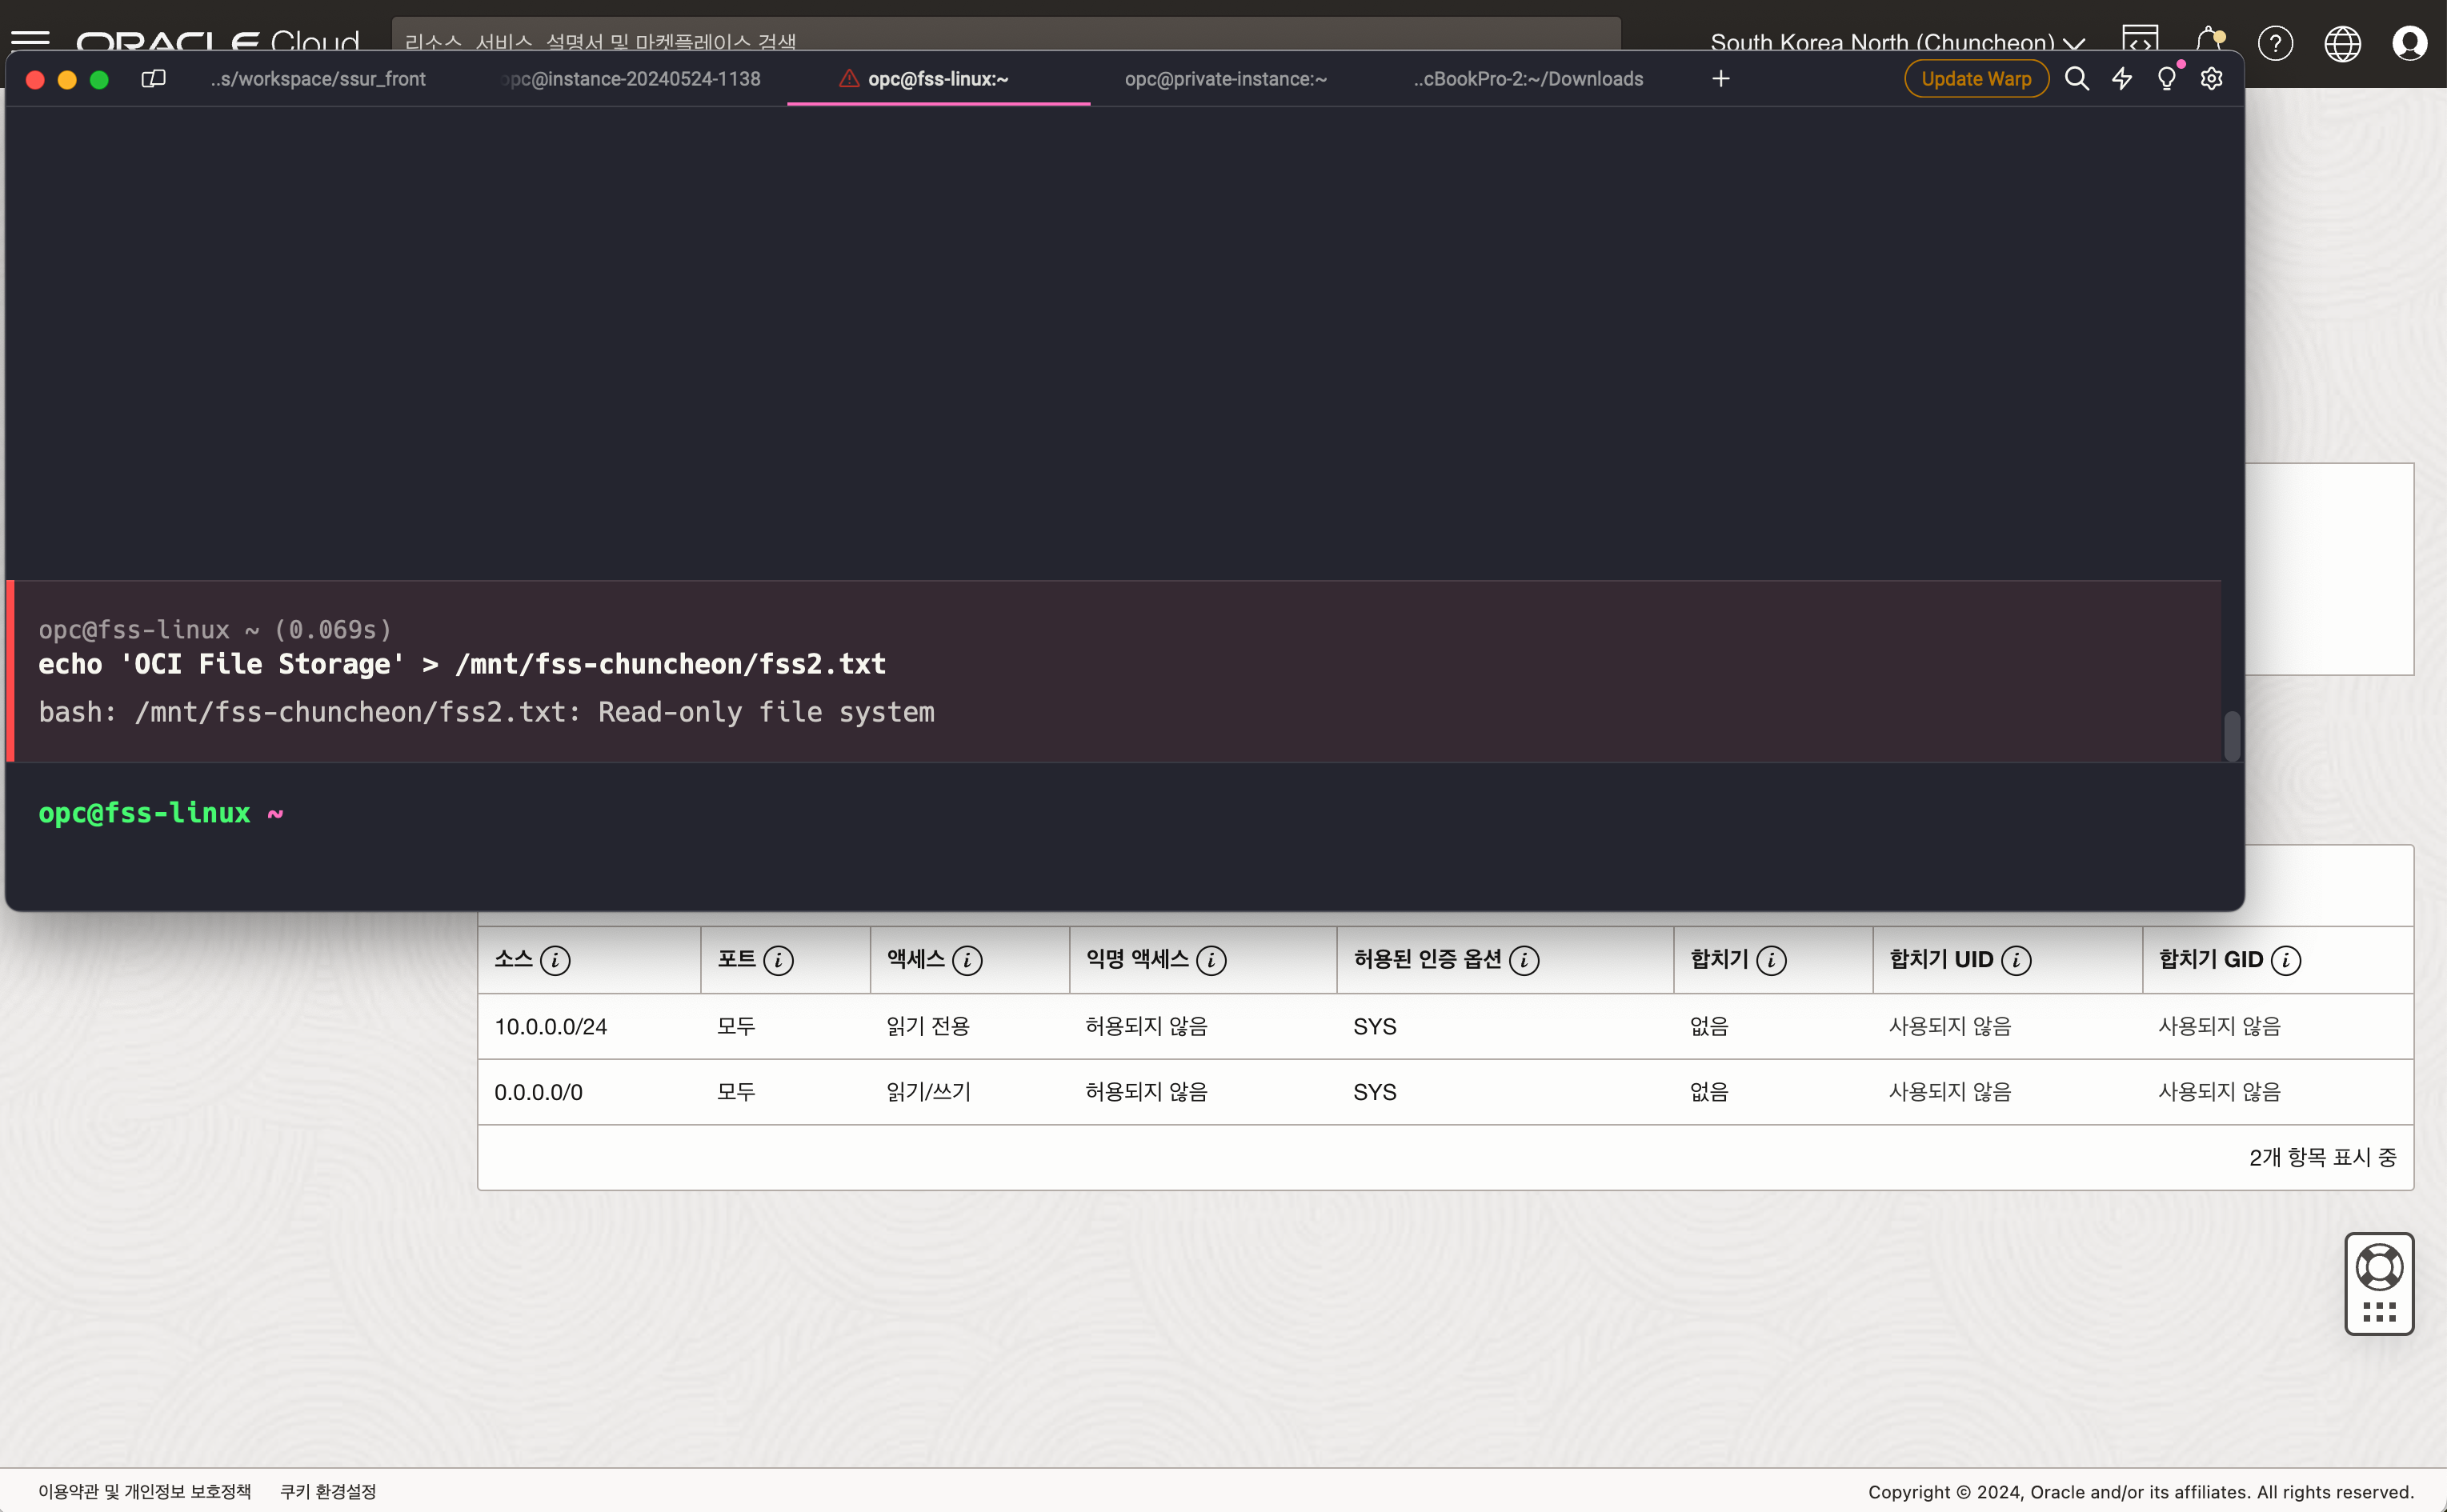 ORACLE Cloud
리소스, 서비스, 설명서 및 마켓플레이스 검색
South Korea North (Chuncheon)
..s/workspace/ssur_front
opc@instance-20240524-1138
opc@fss-linux:~
opc@private-instance:~
..cBookPro-2:~/Downloads
Update Warp
opc@fss-linux ~ (0.069s)
echo 'OCI File Storage' > /mnt/fss-chuncheon/fss2.txt
bash: /mnt/fss-chuncheon/fss2.txt: Read-only file system
opc@fss-linux ~
소스 포트 액세스 익명 액세스 허용된 인증 옵션 합치기 합치기 UID 합치기 GID
10.0.0.0/24 모두 읽기 전용 허용되지 않음 SYS 없음 사용되지 않음 사용되지 않음
0.0.0.0/0 모두 읽기/쓰기 허용되지 않음 SYS 없음 사용되지 않음 사용되지 않음
2개 항목 표시 중
이용약관 및 개인정보 보호정책 쿠키 환경설정
Copyright © 2024, Oracle and/or its affiliates. All rights reserved.